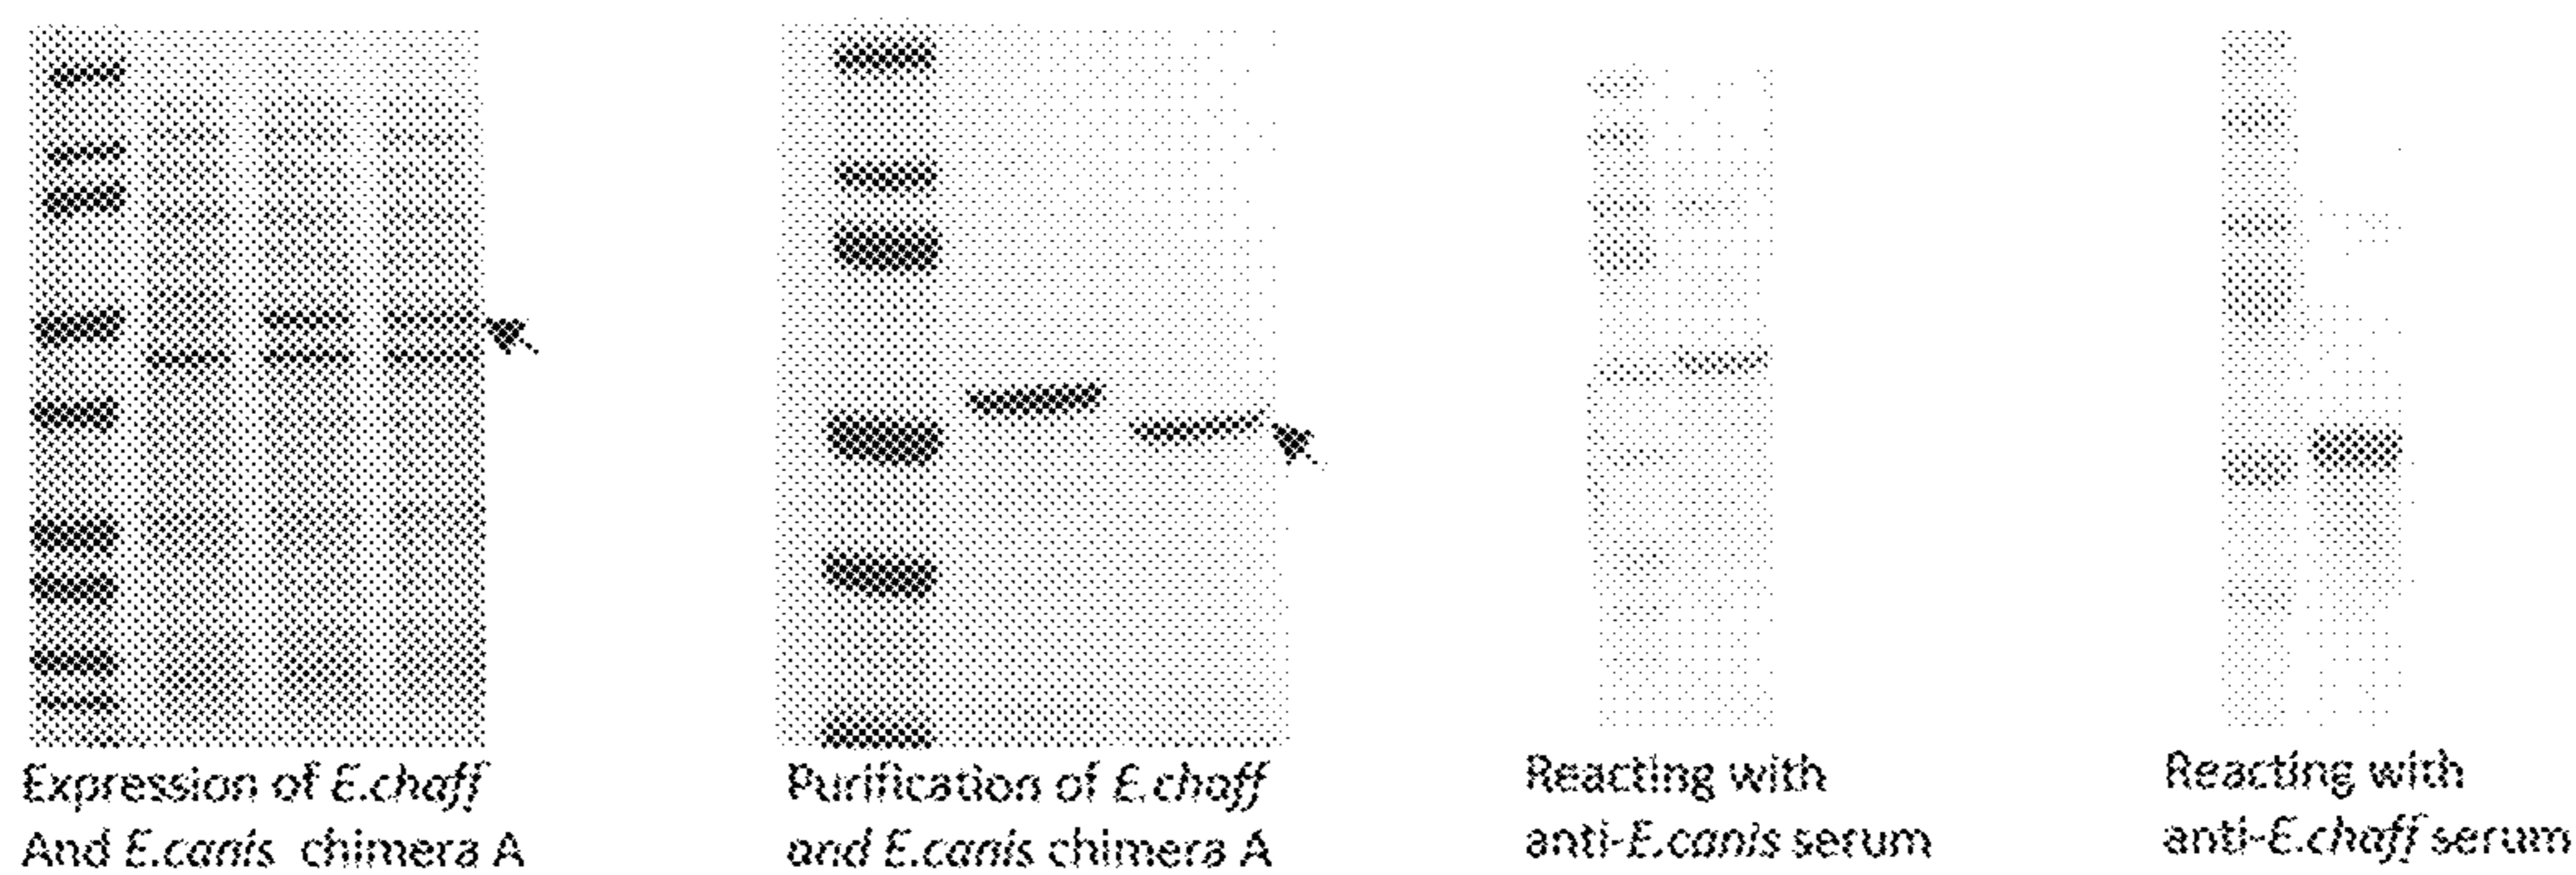 Expression of E.chaff
And E.canis chimera A
Purification of E.chaff
and E.canis chimera A
Reacting with
anti-E.canis serum
Reacting with
anti-E.chaff serum